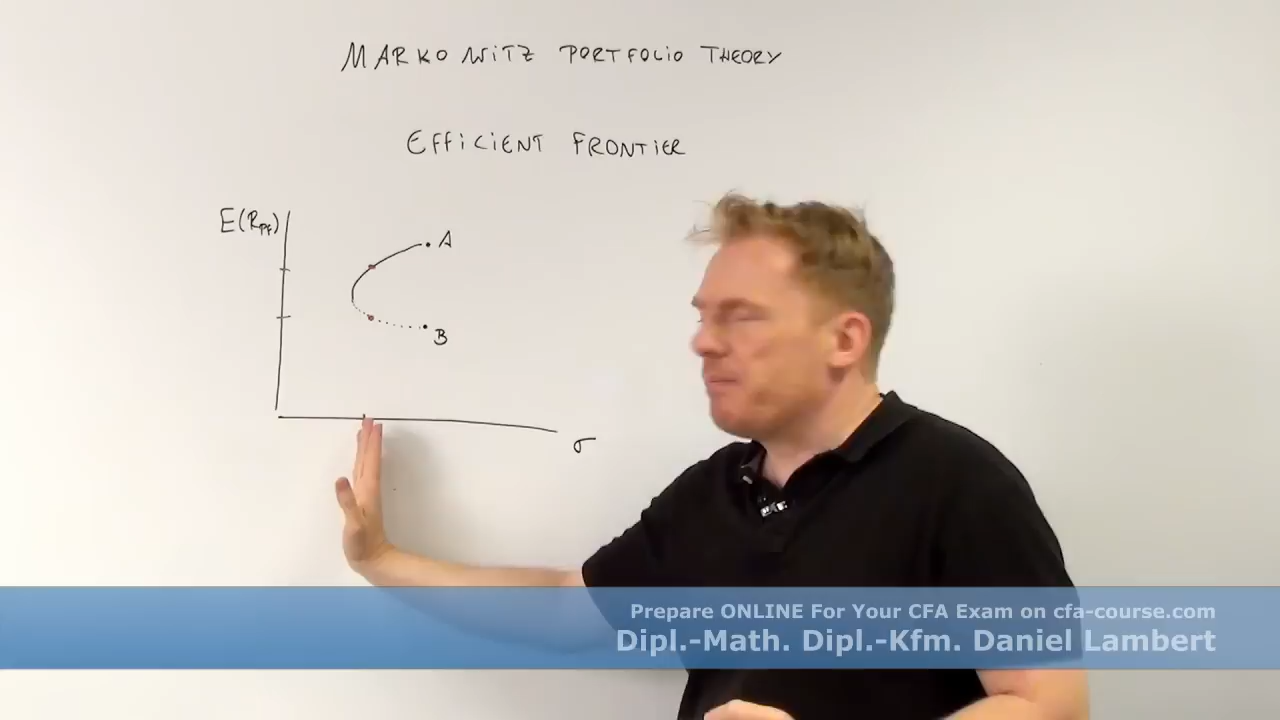 MARKOWITZ PORTFOLIO THEORY
EFFICIENT FRONTIER
E(RPf)
A
B
σ
Prepare ONLINE For Your CFA Exam on cfa-course.com
Dipl.-Math. Dipl.-Kfm. Daniel Lambert